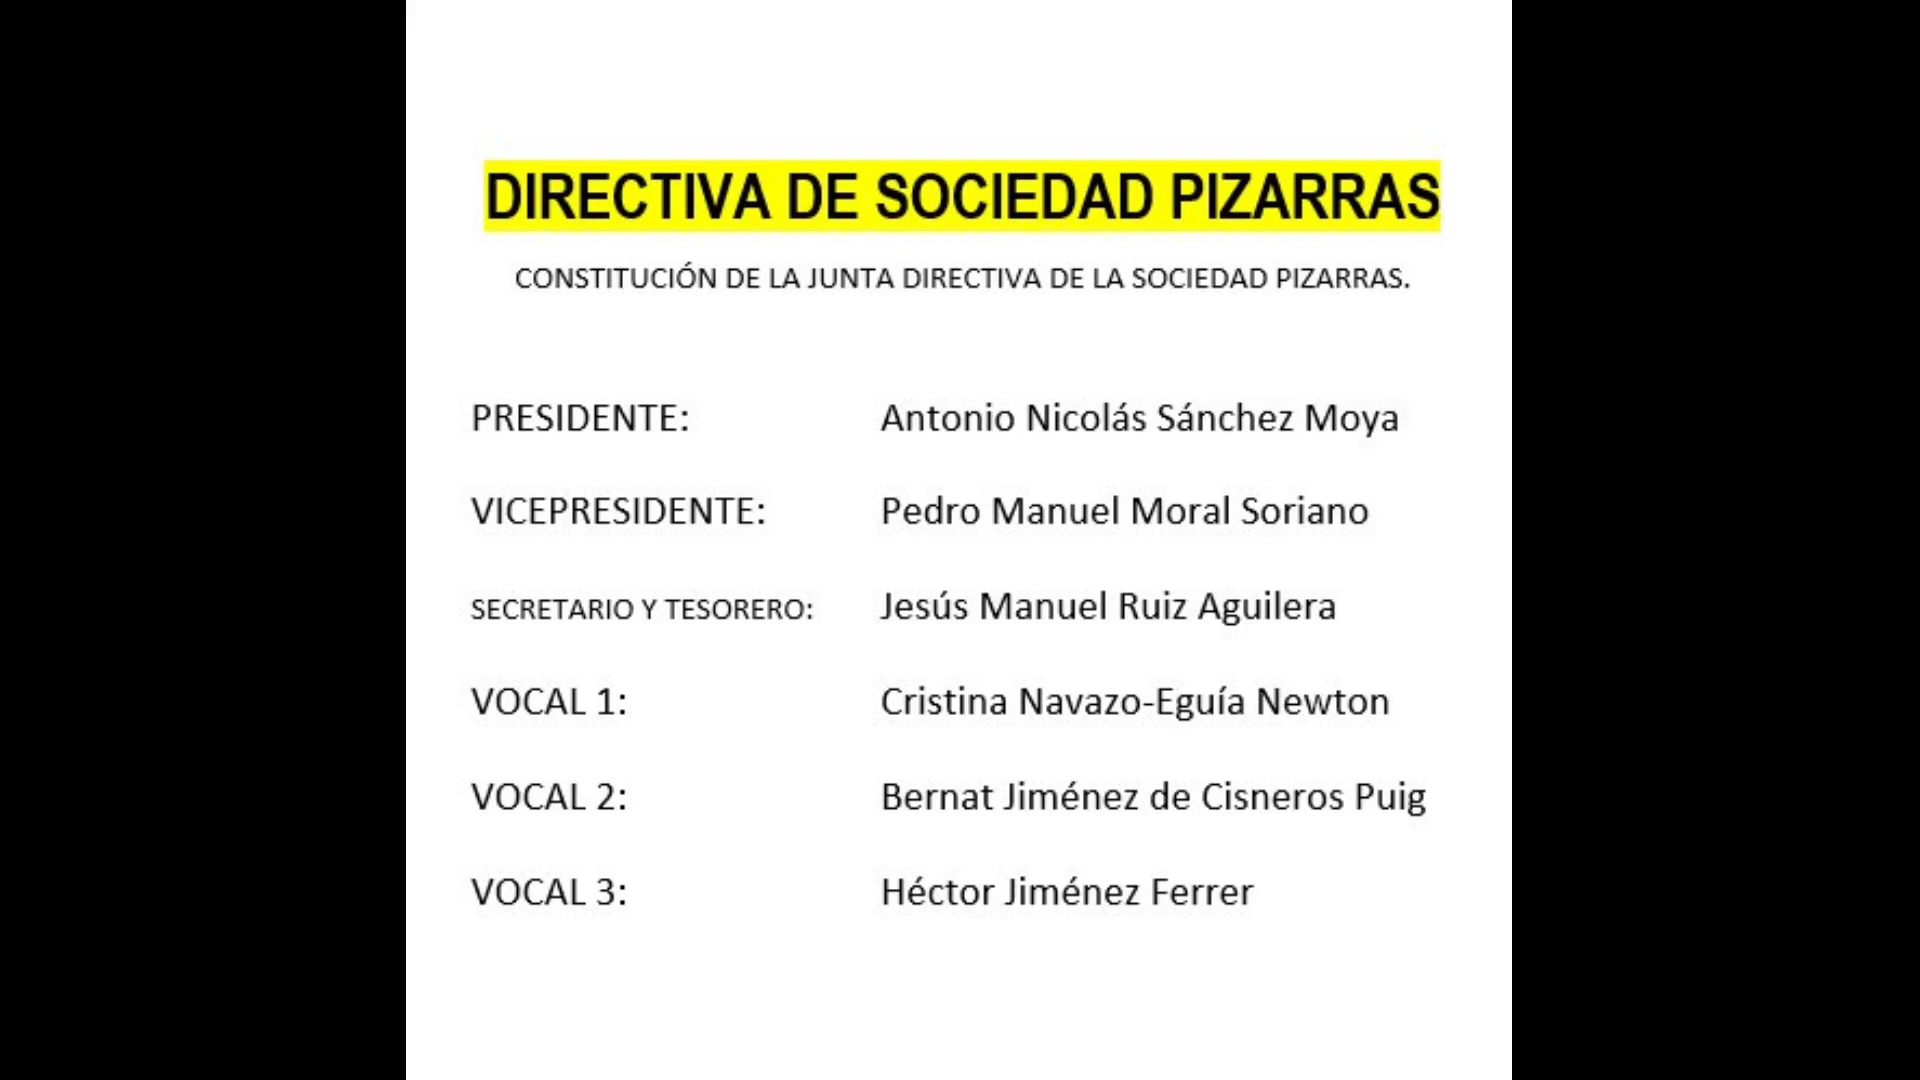 DIRECTIVA DE SOCIEDAD PIZARRAS
CONSTITUCIÓN DE LA JUNTA DIRECTIVA DE LA SOCIEDAD PIZARRAS.
PRESIDENTE: Antonio Nicolás Sánchez Moya
VICEPRESIDENTE: Pedro Manuel Moral Soriano
SECRETARIO Y TESORERO: Jesús Manuel Ruiz Aguilera
VOCAL 1: Cristina Navazo-Eguía Newton
VOCAL 2: Bernat Jiménez de Cisneros Puig
VOCAL 3: Héctor Jiménez Ferrer